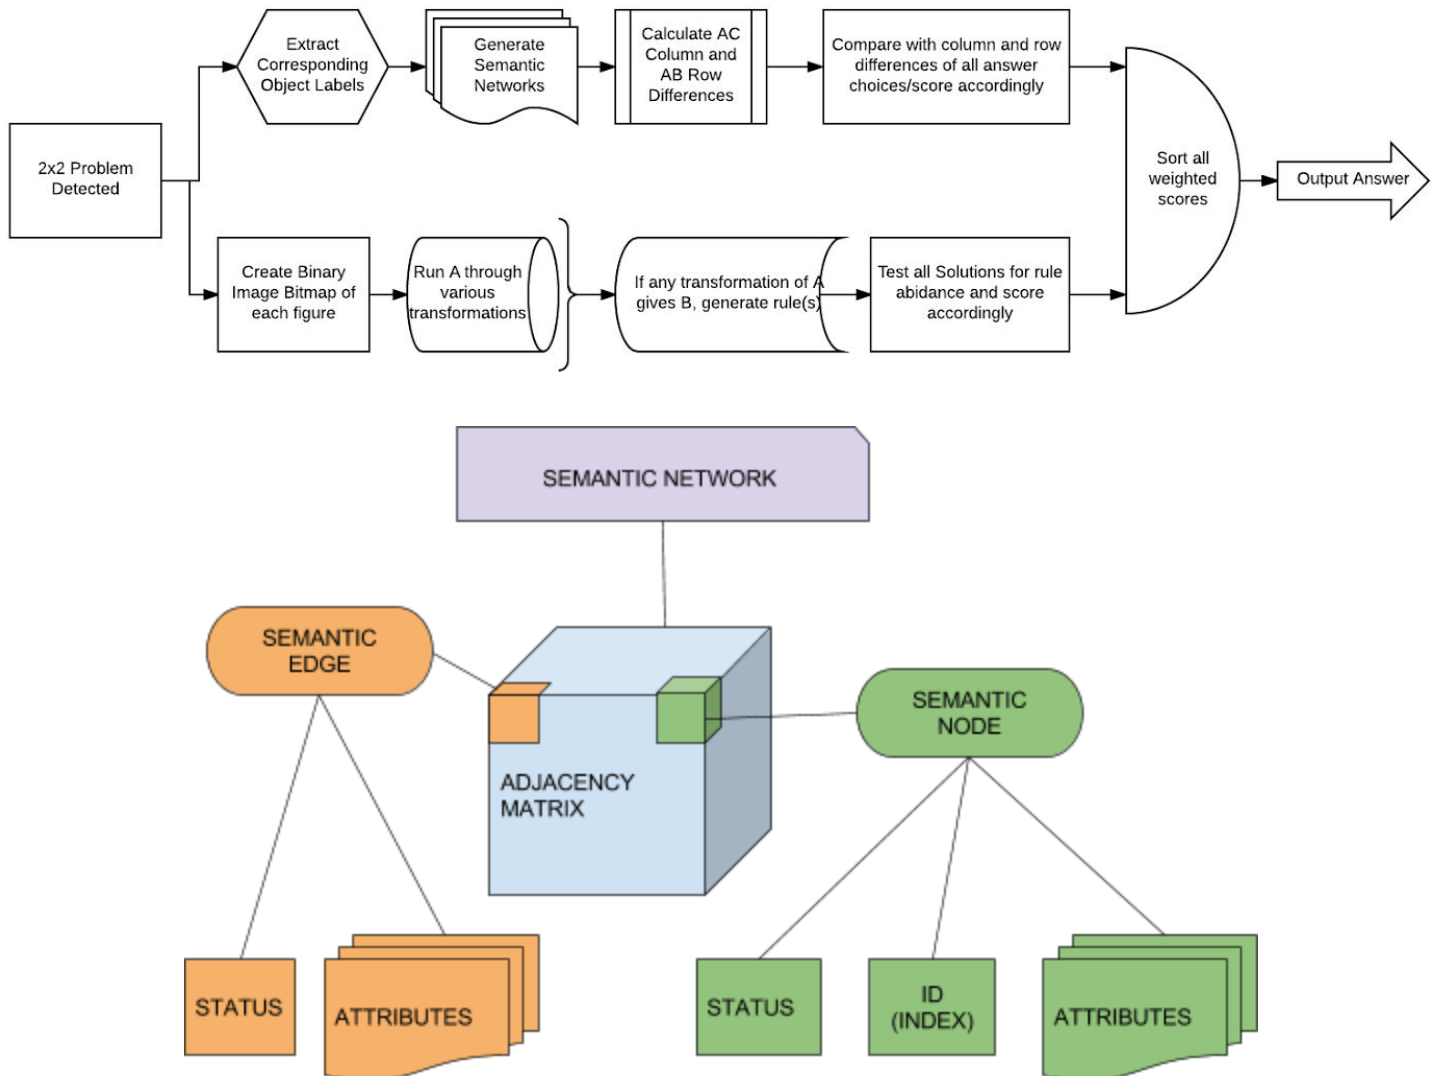 Extract
Corresponding
Object Labels
Generate
Semantic
Networks
Calculate AC
Column and
AB Row
Differences
Compare with column and row
differences of all answer
choices/score accordingly
2x2 Problem
Detected
Sort all
weighted
scores
Output Answer
Create Binary
Image Bitmap of
each figure
Run A through
various
transformations
If any transformation of A
gives B, generate rule(s)
Test all Solutions for rule
abidance and score
accordingly
SEMANTIC NETWORK
SEMANTIC
EDGE
SEMANTIC
NODE
ADJACENCY
MATRIX
STATUS
ATTRIBUTES
STATUS
ID
(INDEX)
ATTRIBUTES